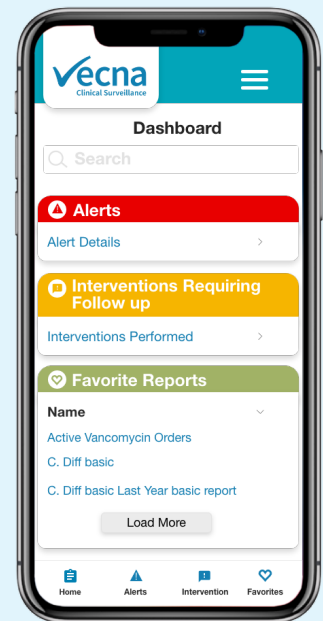 Vecna
Clinical Surveillance
Dashboard
Search
Alerts
Alert Details
Interventions Requiring
Follow up
Interventions Performed
Favorite Reports
Name
Active Vancomycin Orders
C. Diff basic
C. Diff basic Last Year basic report
Load More
Home Alerts Intervention Favorites